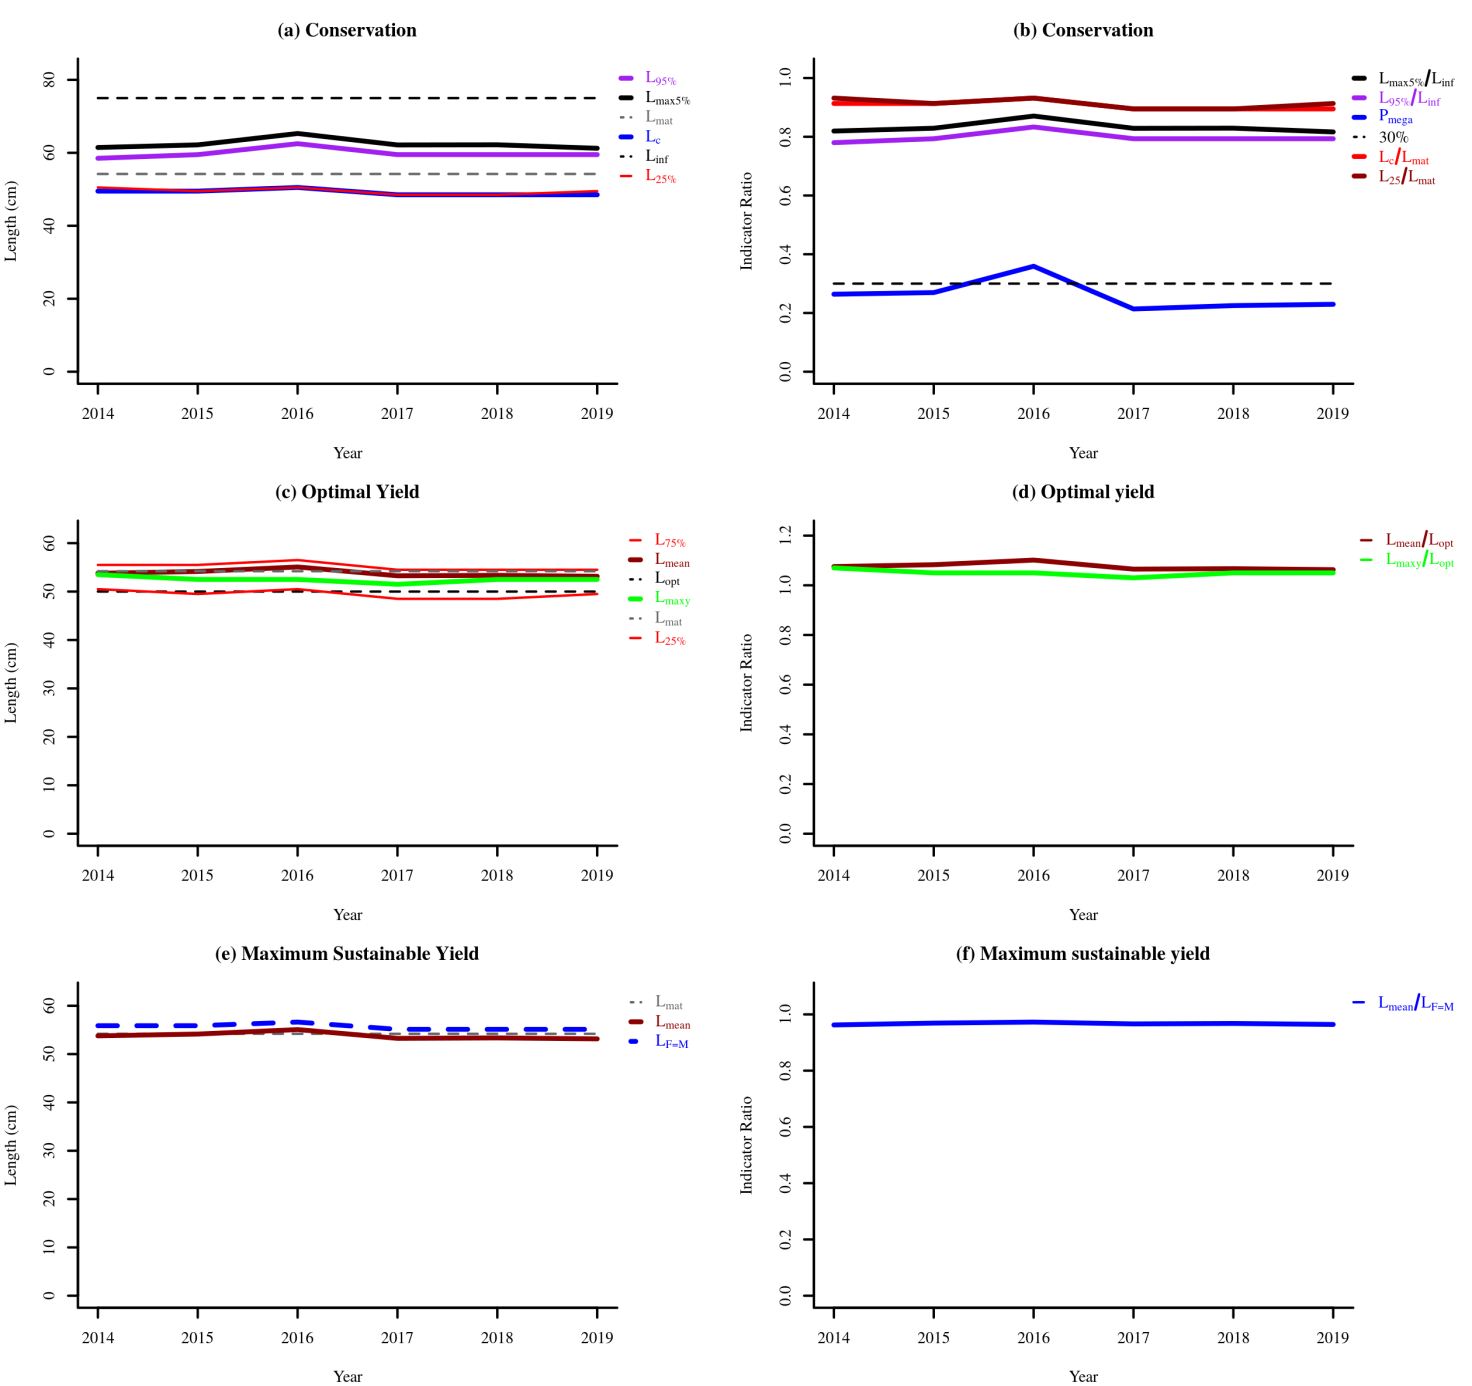 (a) Conservation
Length (cm)
80
60
40
20
0
2014 2015 2016 2017 2018 2019
Year
L95%
Lmax5%
Lmat
Lc
Linf
L25%
(b) Conservation
Indicator Ratio
1.0
0.8
0.6
0.4
0.2
0.0
2014 2015 2016 2017 2018 2019
Year
Lmax5%/Linf
L95%/Linf
Pmega
30%
Lc/Lmat
L25/Lmat
(c) Optimal Yield
Length (cm)
60
50
40
30
20
10
0
2014 2015 2016 2017 2018 2019
Year
L75%
Lmean
Lopt
Lmaxy
Lmat
L25%
(d) Optimal yield
Indicator Ratio
1.2
1.0
0.8
0.6
0.4
0.2
0.0
2014 2015 2016 2017 2018 2019
Year
Lmean/Lopt
Lmaxy/Lopt
(e) Maximum Sustainable Yield
Length (cm)
60
50
40
30
20
10
0
2014 2015 2016 2017 2018 2019
Year
Lmat
Lmean
LF=M
(f) Maximum sustainable yield
Indicator Ratio
1.0
0.8
0.6
0.4
0.2
0.0
2014 2015 2016 2017 2018 2019
Year
Lmean/LF=M